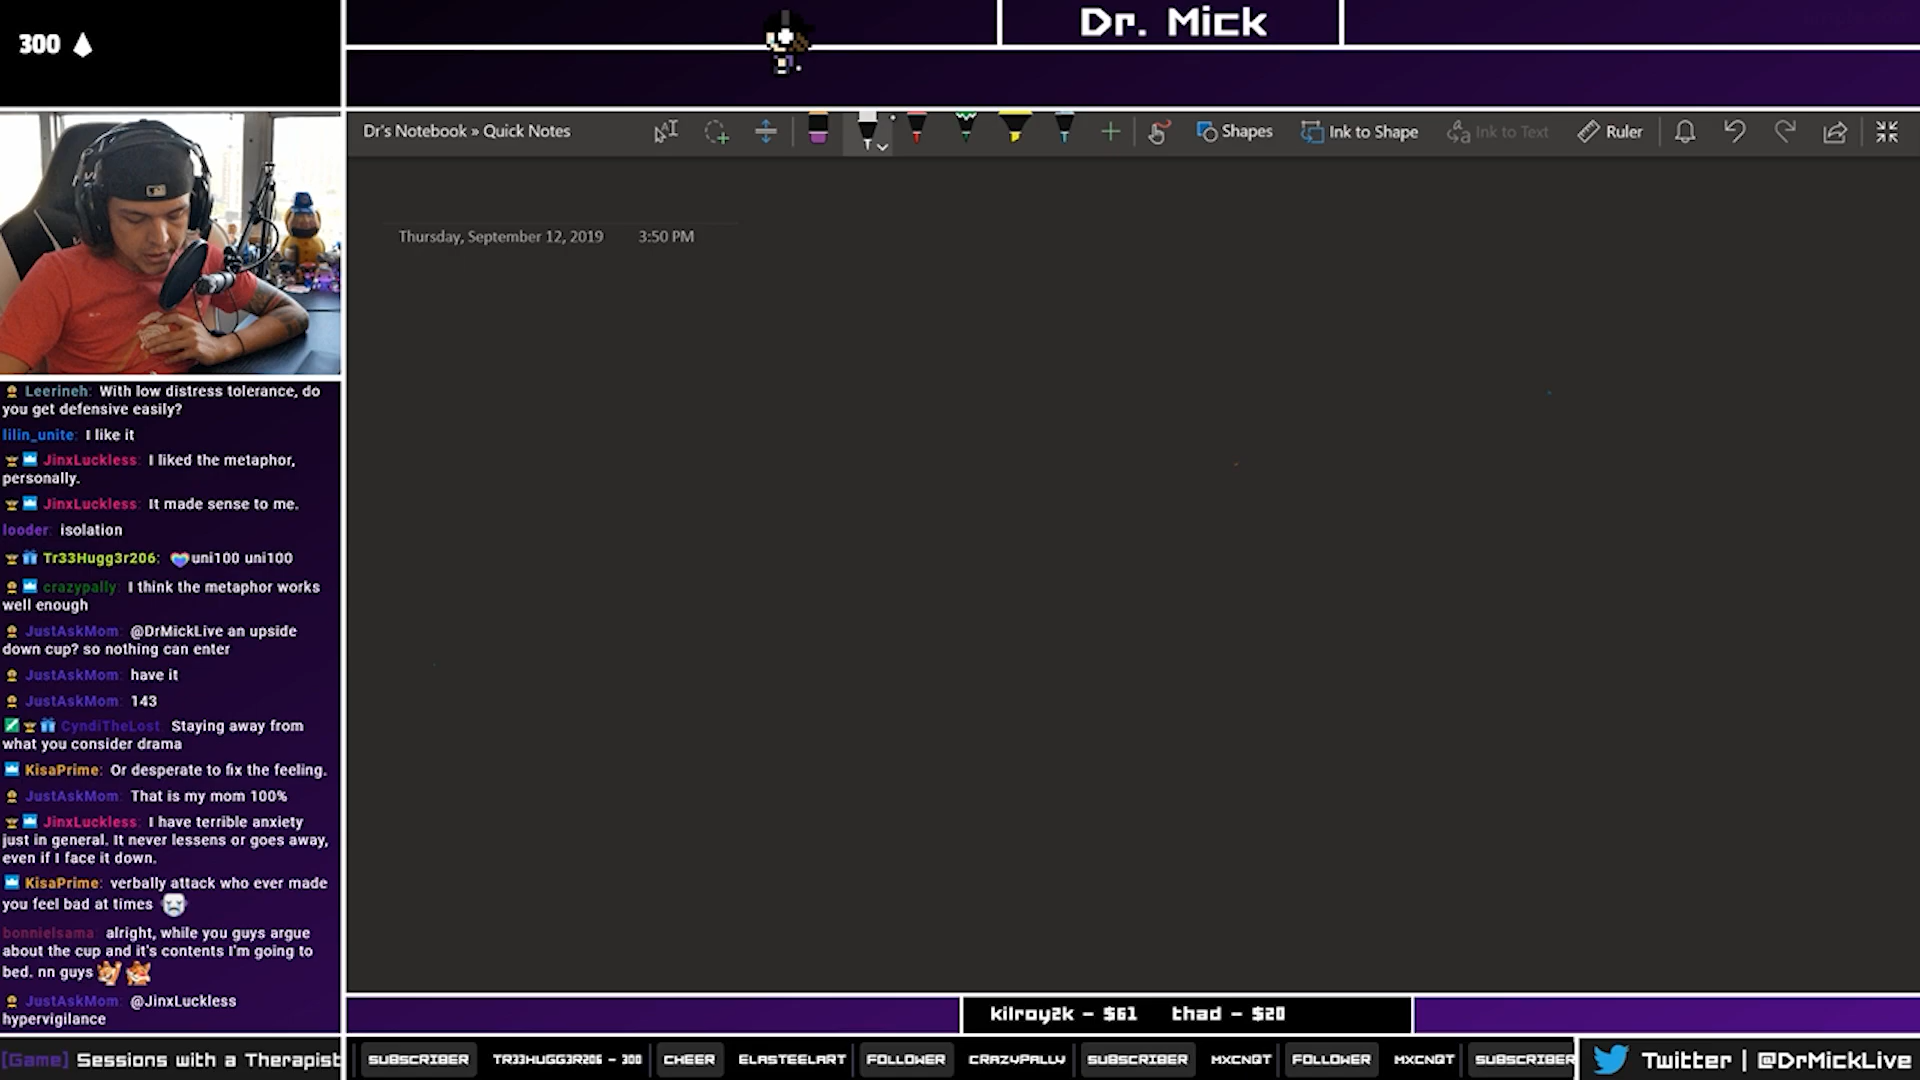 300
Dr. Mick
Dr's Notebook » Quick Notes
Shapes
Ink to Shape
Ink to Text
Ruler
Thursday, September 12, 2019 3:50 PM
Leerineh: With low distress tolerance, do
you get defensive easily?
lilin_unite: I like it
JinxLuckless: I liked the metaphor,
personally.
JinxLuckless: It made sense to me.
looder: isolation
Tr33Hugg3r206: uni100 uni100
crazypally: I think the metaphor works
well enough
JustAskMom: @DrMickLive an upside
down cup? so nothing can enter
JustAskMom: have it
JustAskMom: 143
CyndiTheLost: Staying away from
what you consider drama
KisaPrime: Or desperate to fix the feeling.
JustAskMom: That is my mom 100%
JinxLuckless: I have terrible anxiety
just in general. It never lessens or goes away,
even if I face it down.
KisaPrime: verbally attack who ever made
you feel bad at times
bonnielsama: alright, while you guys argue
about the cup and it's contents I'm going to
bed. nn guys
JustAskMom: @JinxLuckless
hypervigilance
kilroy2k - $61 thad - $20
[Game] Sessions with a Therapist
SUBSCRIBER TR33HUGG3R206 - 300 CHEER ELASTEELART FOLLOWER CRAZYPALLY SUBSCRIBER MXCNQT FOLLOWER MXCNQT SUBSCRIBER
Twitter | @DrMickLive